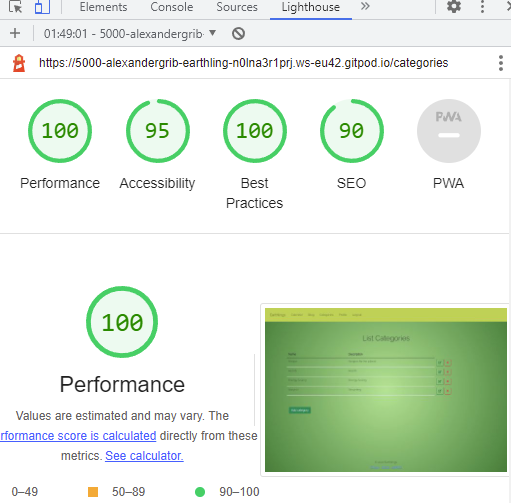 Elements Console Sources Lighthouse
01:49:01 - 5000-alexandergrib
https://5000-alexandergrib-earthling-n0lna3r1prj.ws-eu42.gitpod.io/categories
100 95 100 90 PWA
Performance Accessibility Best Practices SEO PWA
100
Performance
Values are estimated and may vary. The
rformance score is calculated directly from these
metrics. See calculator.
List Categories
0–49 50–89 90–100